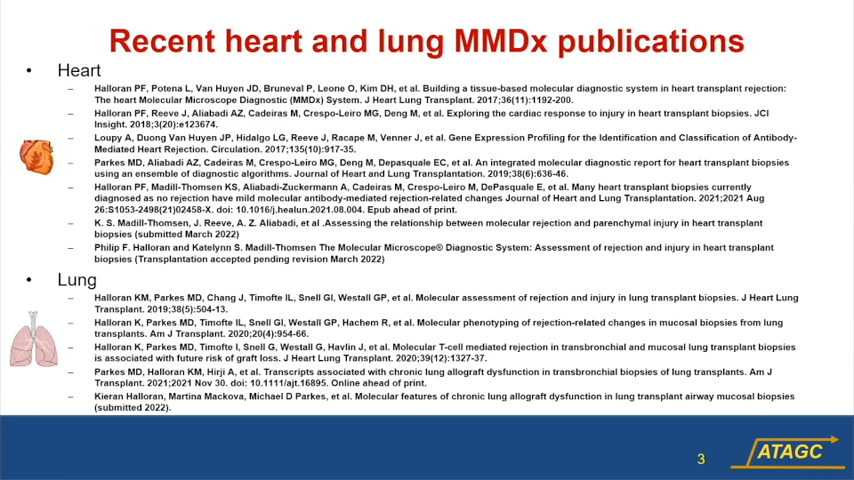 Recent heart and lung MMDx publications
• Heart
– Halloran PF, Potena L, Van Huyen JD, Bruneval P, Leone O, Kim DH, et al. Building a tissue-based molecular diagnostic system in heart transplant rejection:
The heart Molecular Microscope Diagnostic (MMDx) System. J Heart Lung Transplant. 2017;36(11):1192-200.
– Halloran PF, Reeve J, Aliabadi AZ, Cadeiras M, Crespo-Leiro MG, Deng M, et al. Exploring the cardiac response to injury in heart transplant biopsies. JCI
Insight. 2018;3(20):e123674.
– Loupy A, Duong Van Huyen JP, Hidalgo LG, Reeve J, Racape M, Venner J, et al. Gene Expression Profiling for the Identification and Classification of Antibody-
Mediated Heart Rejection. Circulation. 2017;135(10):917-35.
– Parkes MD, Aliabadi AZ, Cadeiras M, Crespo-Leiro MG, Deng M, Depasquale EC, et al. An integrated molecular diagnostic report for heart transplant biopsies
using an ensemble of diagnostic algorithms. Journal of Heart and Lung Transplantation. 2019;38(6):636-46.
– Halloran PF, Madill-Thomsen KS, Aliabadi-Zuckermann A, Cadeiras M, Crespo-Leiro M, DePasquale E, et al. Many heart transplant biopsies currently
diagnosed as no rejection have mild molecular antibody-mediated rejection-related changes Journal of Heart and Lung Transplantation. 2021;2021 Aug
26:S1053-2498(21)02458-X. doi: 10.1016/j.healun.2021.08.004. Epub ahead of print.
– K. S. Madill-Thomsen, J. Reeve, A. Z. Aliabadi, et al .Assessing the relationship between molecular rejection and parenchymal injury in heart transplant
biopsies (submitted March 2022)
– Philip F. Halloran and Katelynn S. Madill-Thomsen The Molecular Microscope® Diagnostic System: Assessment of rejection and injury in heart transplant
biopsies (Transplantation accepted pending revision March 2022)
• Lung
– Halloran KM, Parkes MD, Chang J, Timofte IL, Snell GI, Westall GP, et al. Molecular assessment of rejection and injury in lung transplant biopsies. J Heart Lung
Transplant. 2019;38(5):504-13.
– Halloran K, Parkes MD, Timofte IL, Snell GI, Westall GP, Hachem R, et al. Molecular phenotyping of rejection-related changes in mucosal biopsies from lung
transplants. Am J Transplant. 2020;20(4):954-66.
– Halloran K, Parkes MD, Timofte I, Snell G, Westall G, Havlin J, et al. Molecular T-cell mediated rejection in transbronchial and mucosal lung transplant biopsies
is associated with future risk of graft loss. J Heart Lung Transplant. 2020;39(12):1327-37.
– Parkes MD, Halloran KM, Hirji A, et al. Transcripts associated with chronic lung allograft dysfunction in transbronchial biopsies of lung transplants. Am J
Transplant. 2021;2021 Nov 30. doi: 10.1111/ajt.16895. Online ahead of print.
– Kieran Halloran, Martina Mackova, Michael D Parkes, et al. Molecular features of chronic lung allograft dysfunction in lung transplant airway mucosal biopsies
(submitted 2022).
3
ATAGC